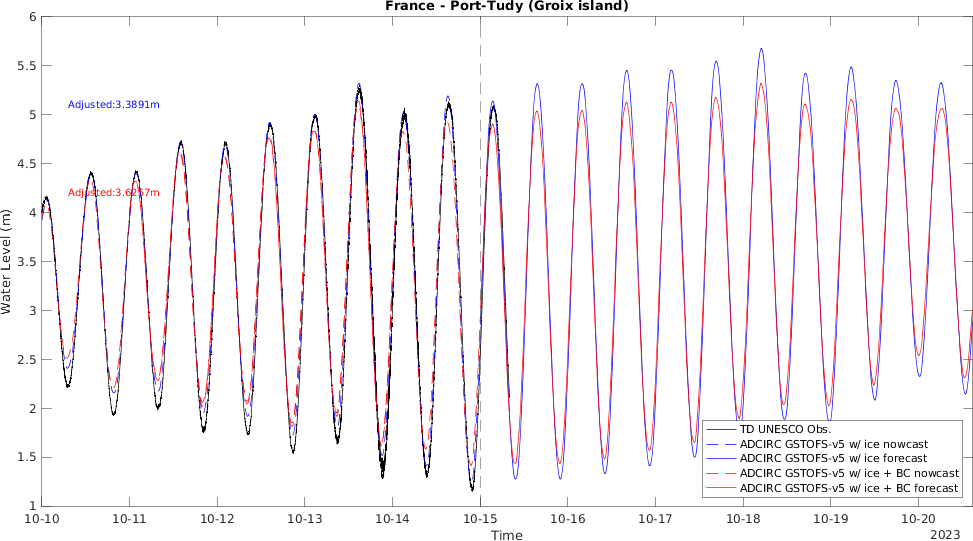 France - Port-Tudy (Groix island)
6
5.5
5
4.5
4
3.5
3
2.5
2
1.5
1
Water Level (m)
Adjusted:3.3891m
Adjusted:3.6257m
TD UNESCO Obs.
ADCIRC GSTOFS-v5 w/ ice nowcast
ADCIRC GSTOFS-v5 w/ ice forecast
ADCIRC GSTOFS-v5 w/ ice + BC nowcast
ADCIRC GSTOFS-v5 w/ ice + BC forecast
10-10 10-11 10-12 10-13 10-14 10-15 10-16 10-17 10-18 10-19 10-20
2023
Time